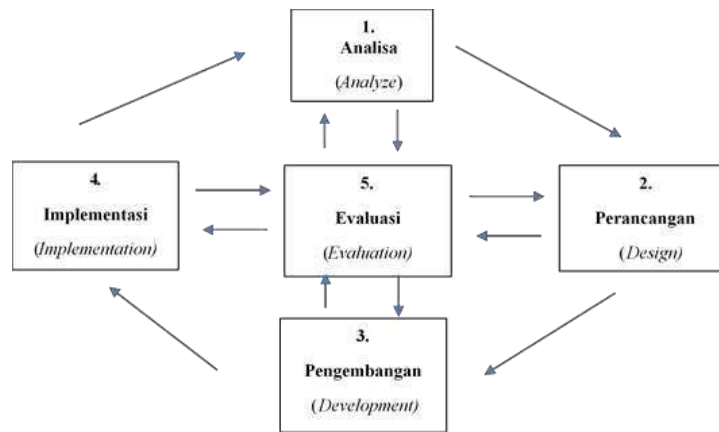 1.
Analisa
(Analyze)
4.
Implementasi
(Implementation)
5.
Evaluasi
(Evaluation)
2.
Perancangan
(Design)
3.
Pengembangan
(Development)